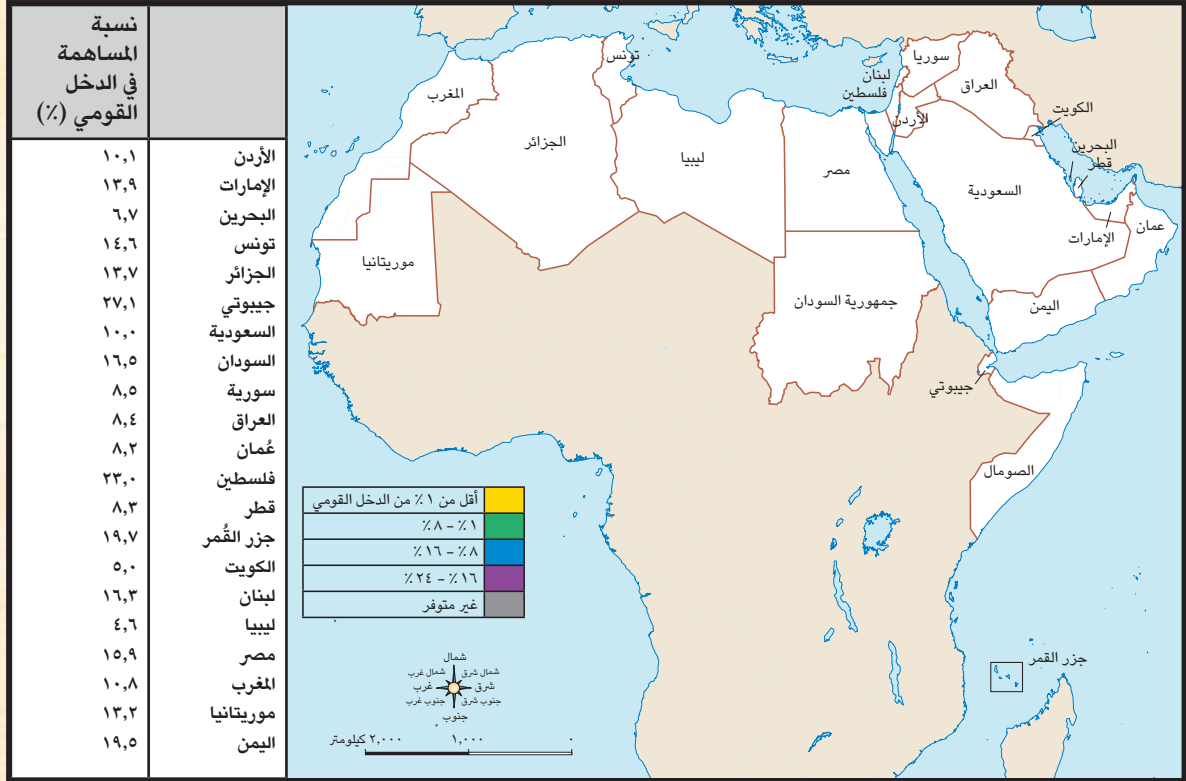 نسبة
المساهمة
في الدخل
القومي (٪)
الأردن ١٠,١
الإمارات ١٣,٩
البحرين ٦,٧
تونس ١٤,٦
الجزائر ١٣,٧
جيبوتي ٢٧,١
السعودية ١٠,٠
السودان ١٦,٥
سورية ٨,٥
العراق ٨,٤
عُمان ٨,٢
فلسطين ٢٣,٠
قطر ٨,٣
جزر القُمر ١٩,٧
الكويت ٥,٠
لبنان ١٦,٣
ليبيا ٤,٦
مصر ١٥,٩
المغرب ١٠,٨
موريتانيا ١٣,٢
اليمن ١٩,٥
تونس
سوريا
لبنان
فلسطين
العراق
المغرب
الكويت
الأردن
الجزائر
ليبيا
مصر
البحرين
قطر
السعودية
عمان
الإمارات
موريتانيا
جمهورية السودان
اليمن
جيبوتي
الصومال
جزر القمر
أقل من ١٪ من الدخل القومي
١٪ - ٨٪
٨٪ - ١٦٪
١٦٪ - ٢٤٪
غير متوفر
شمال
شمال شرق شمال غرب
شرق غرب
جنوب شرق جنوب غرب
جنوب
٠ ١,٠٠٠ ٢,٠٠٠ كيلومتر